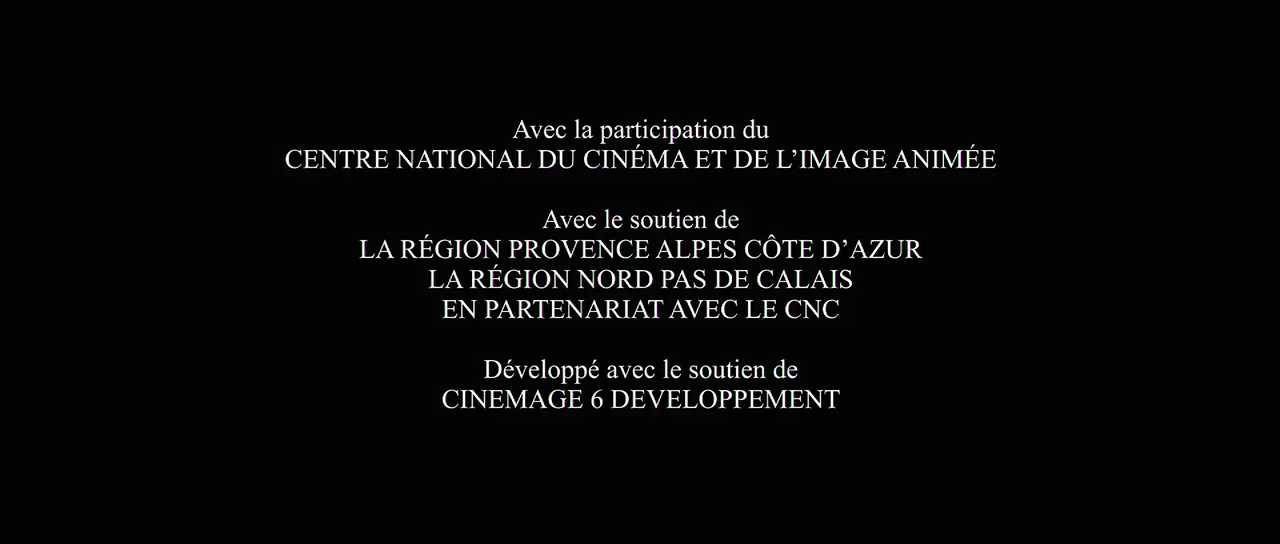 Avec la participation du
CENTRE NATIONAL DU CINÉMA ET DE L’IMAGE ANIMÉE
Avec le soutien de
LA RÉGION PROVENCE ALPES CÔTE D’AZUR
LA RÉGION NORD PAS DE CALAIS
EN PARTENARIAT AVEC LE CNC
Développé avec le soutien de
CINEMAGE 6 DEVELOPPEMENT